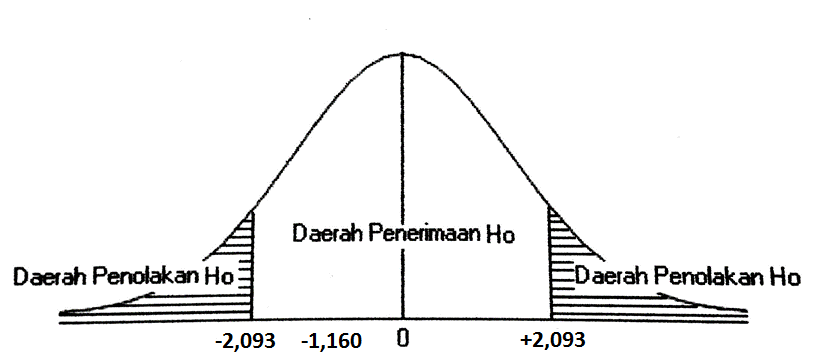 Daerah Penerimaan Ho
Daerah Penolakan Ho
Daerah Penolakan Ho
-2,093
-1,160
0
+2,093